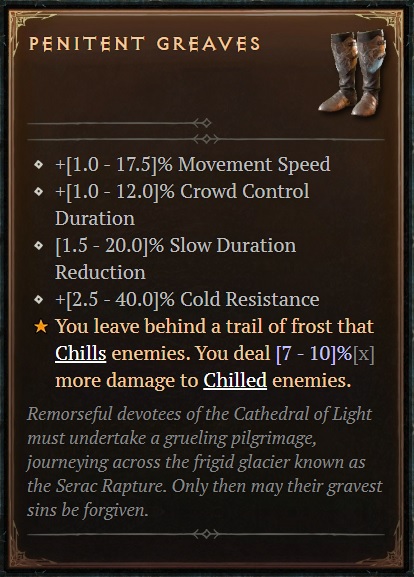 PENITENT GREAVES
+[1.0 - 17.5]% Movement Speed
+[1.0 - 12.0]% Crowd Control
Duration
[1.5 - 20.0]% Slow Duration
Reduction
+[2.5 - 40.0]% Cold Resistance
You leave behind a trail of frost that
Chills enemies. You deal [7 - 10]%[x]
more damage to Chilled enemies.
Remorseful devotees of the Cathedral of Light
must undertake a grueling pilgrimage,
journeying across the frigid glacier known as
the Serac Rapture. Only then may their gravest
sins be forgiven.